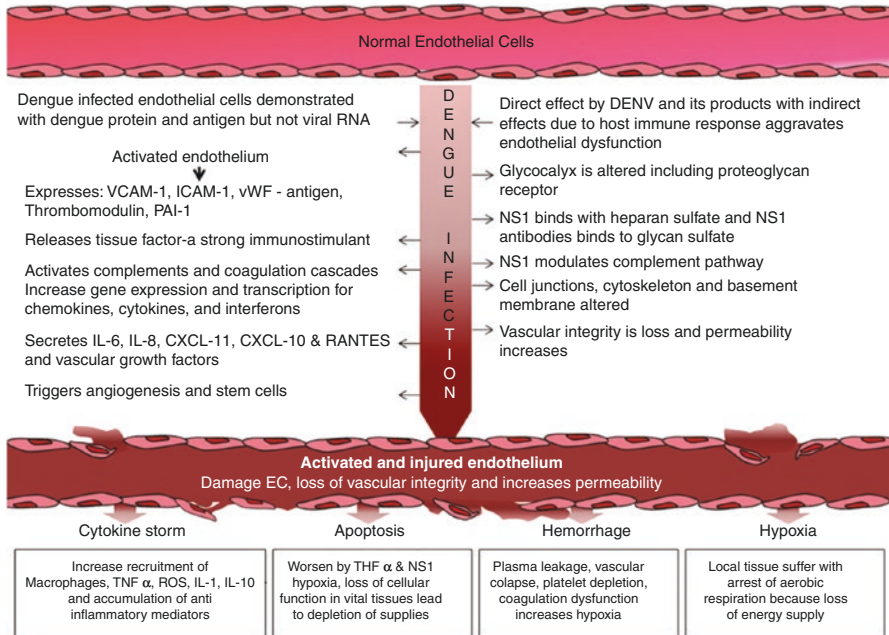 Normal Endothelial Cells
Dengue infected endothelial cells demonstrated
with dengue protein and antigen but not viral RNA
Activated endothelium
Expresses: VCAM-1, ICAM-1, vWF - antigen,
Thrombomodulin, PAI-1
Releases tissue factor-a strong immunostimulant
Activates complements and coagulation cascades
Increase gene expression and transcription for
chemokines, cytokines, and interferons
Secretes IL-6, IL-8, CXCL-11, CXCL-10 & RANTES
and vascular growth factors
Triggers angiogenesis and stem cells
DENGUE INFECTION
Direct effect by DENV and its products with indirect
effects due to host immune response aggravates
endothelial dysfunction
Glycocalyx is altered including proteoglycan
receptor
NS1 binds with heparan sulfate and NS1
antibodies binds to glycan sulfate
NS1 modulates complement pathway
Cell junctions, cytoskeleton and basement
membrane altered
Vascular integrity is loss and permeability
increases
Activated and injured endothelium
Damage EC, loss of vascular integrity and increases permeability
Cytokine storm
Increase recruitment of
Macrophages, TNF α, ROS, IL-1, IL-10
and accumulation of anti
inflammatory mediators
Apoptosis
Worsen by THF α & NS1
hypoxia, loss of cellular
function in vital tissues lead
to depletion of supplies
Hemorrhage
Plasma leakage, vascular
colapse, platelet depletion,
coagulation dysfunction
increases hypoxia
Hypoxia
Local tissue suffer with
arrest of aerobic
respiration because loss
of energy supply